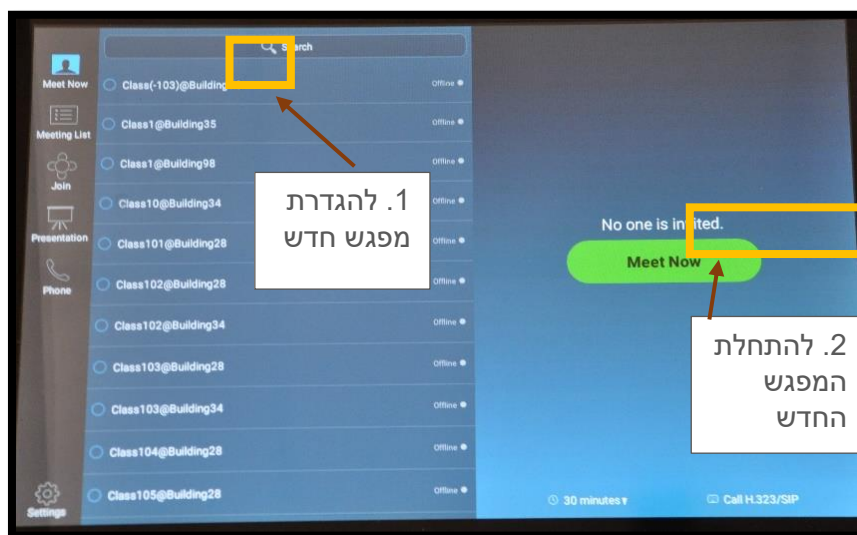 Search
Meet Now
Meeting List
Join
Presentation
Phone
Settings
Class(-103)@Building
Offline
Class1@Building35
Offline
Class1@Building98
Offline
Class10@Building34
Offline
Class101@Building28
Offline
Class102@Building28
Offline
Class102@Building34
Offline
Class103@Building28
Offline
Class103@Building34
Offline
Class104@Building28
Offline
Class105@Building28
Offline
1. להגדרת
מפגש חדש
No one is invited.
Meet Now
2. להתחלת
המפגש
החדש
30 minutes
Call H.323/SIP